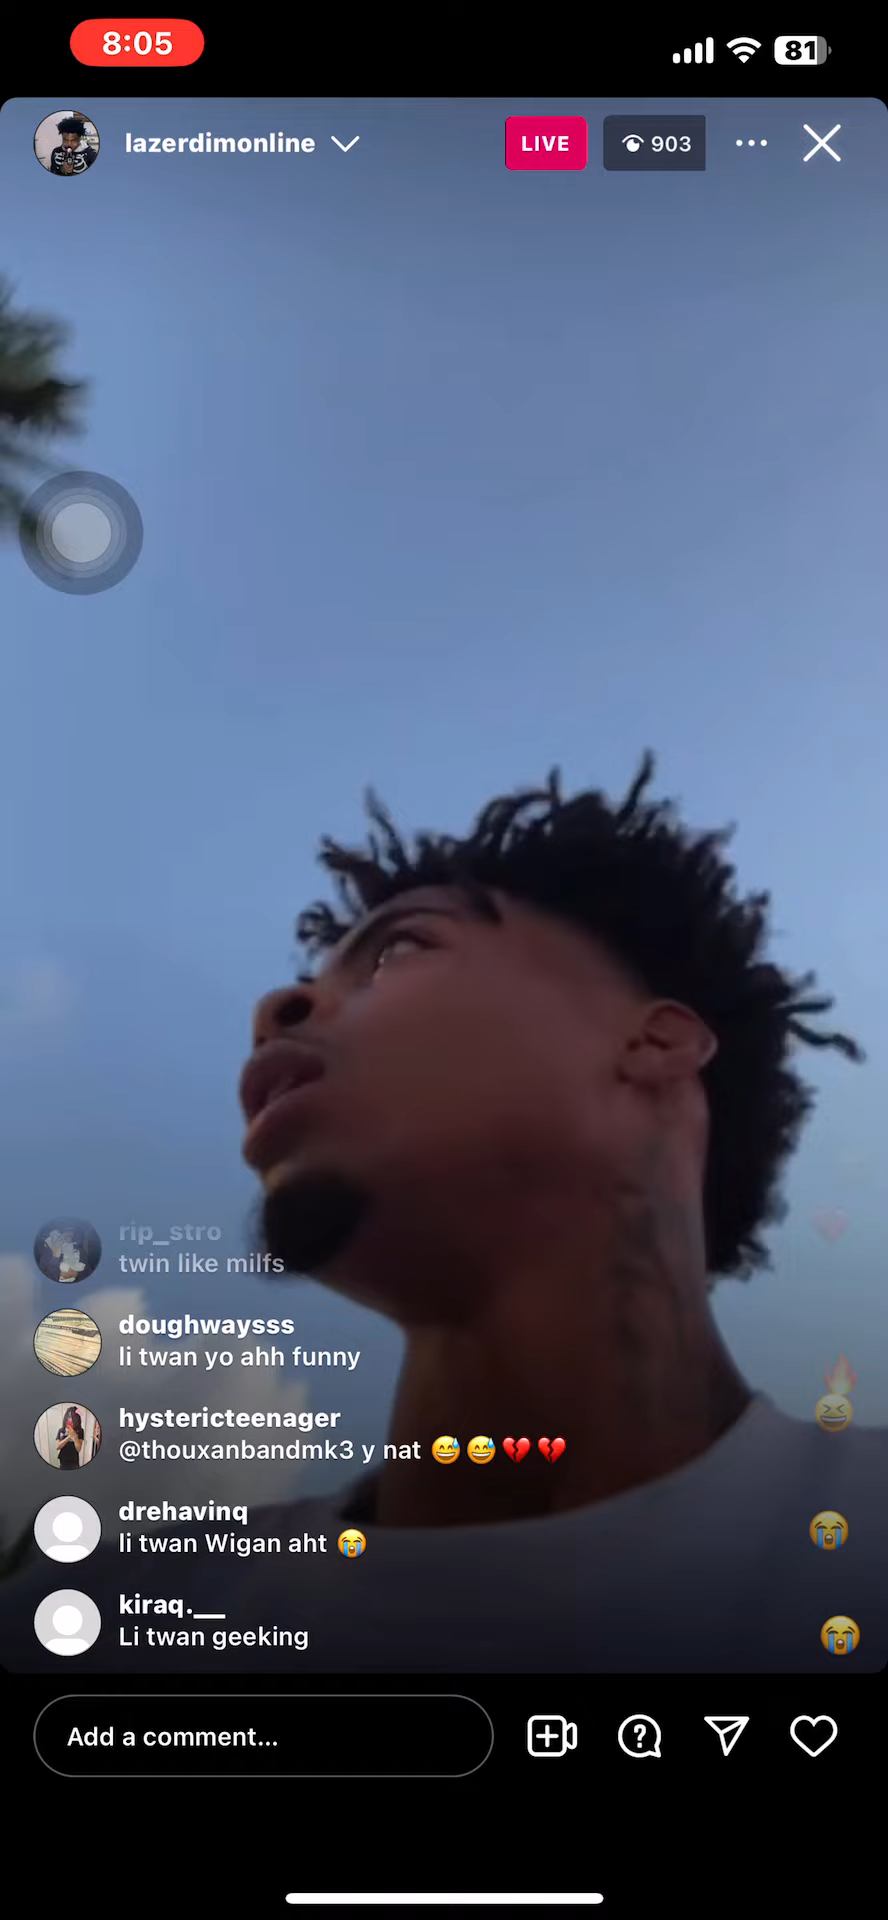 8:05
81
lazerdimonline
LIVE
903
rip_stro
twin like milfs
doughwaysss
li twan yo ahh funny
hystericteenager
@thouxanbandmk3 y nat 😅😅💔💔
drehavinq
li twan Wigan aht 😭
kiraq.__
Li twan geeking
Add a comment...